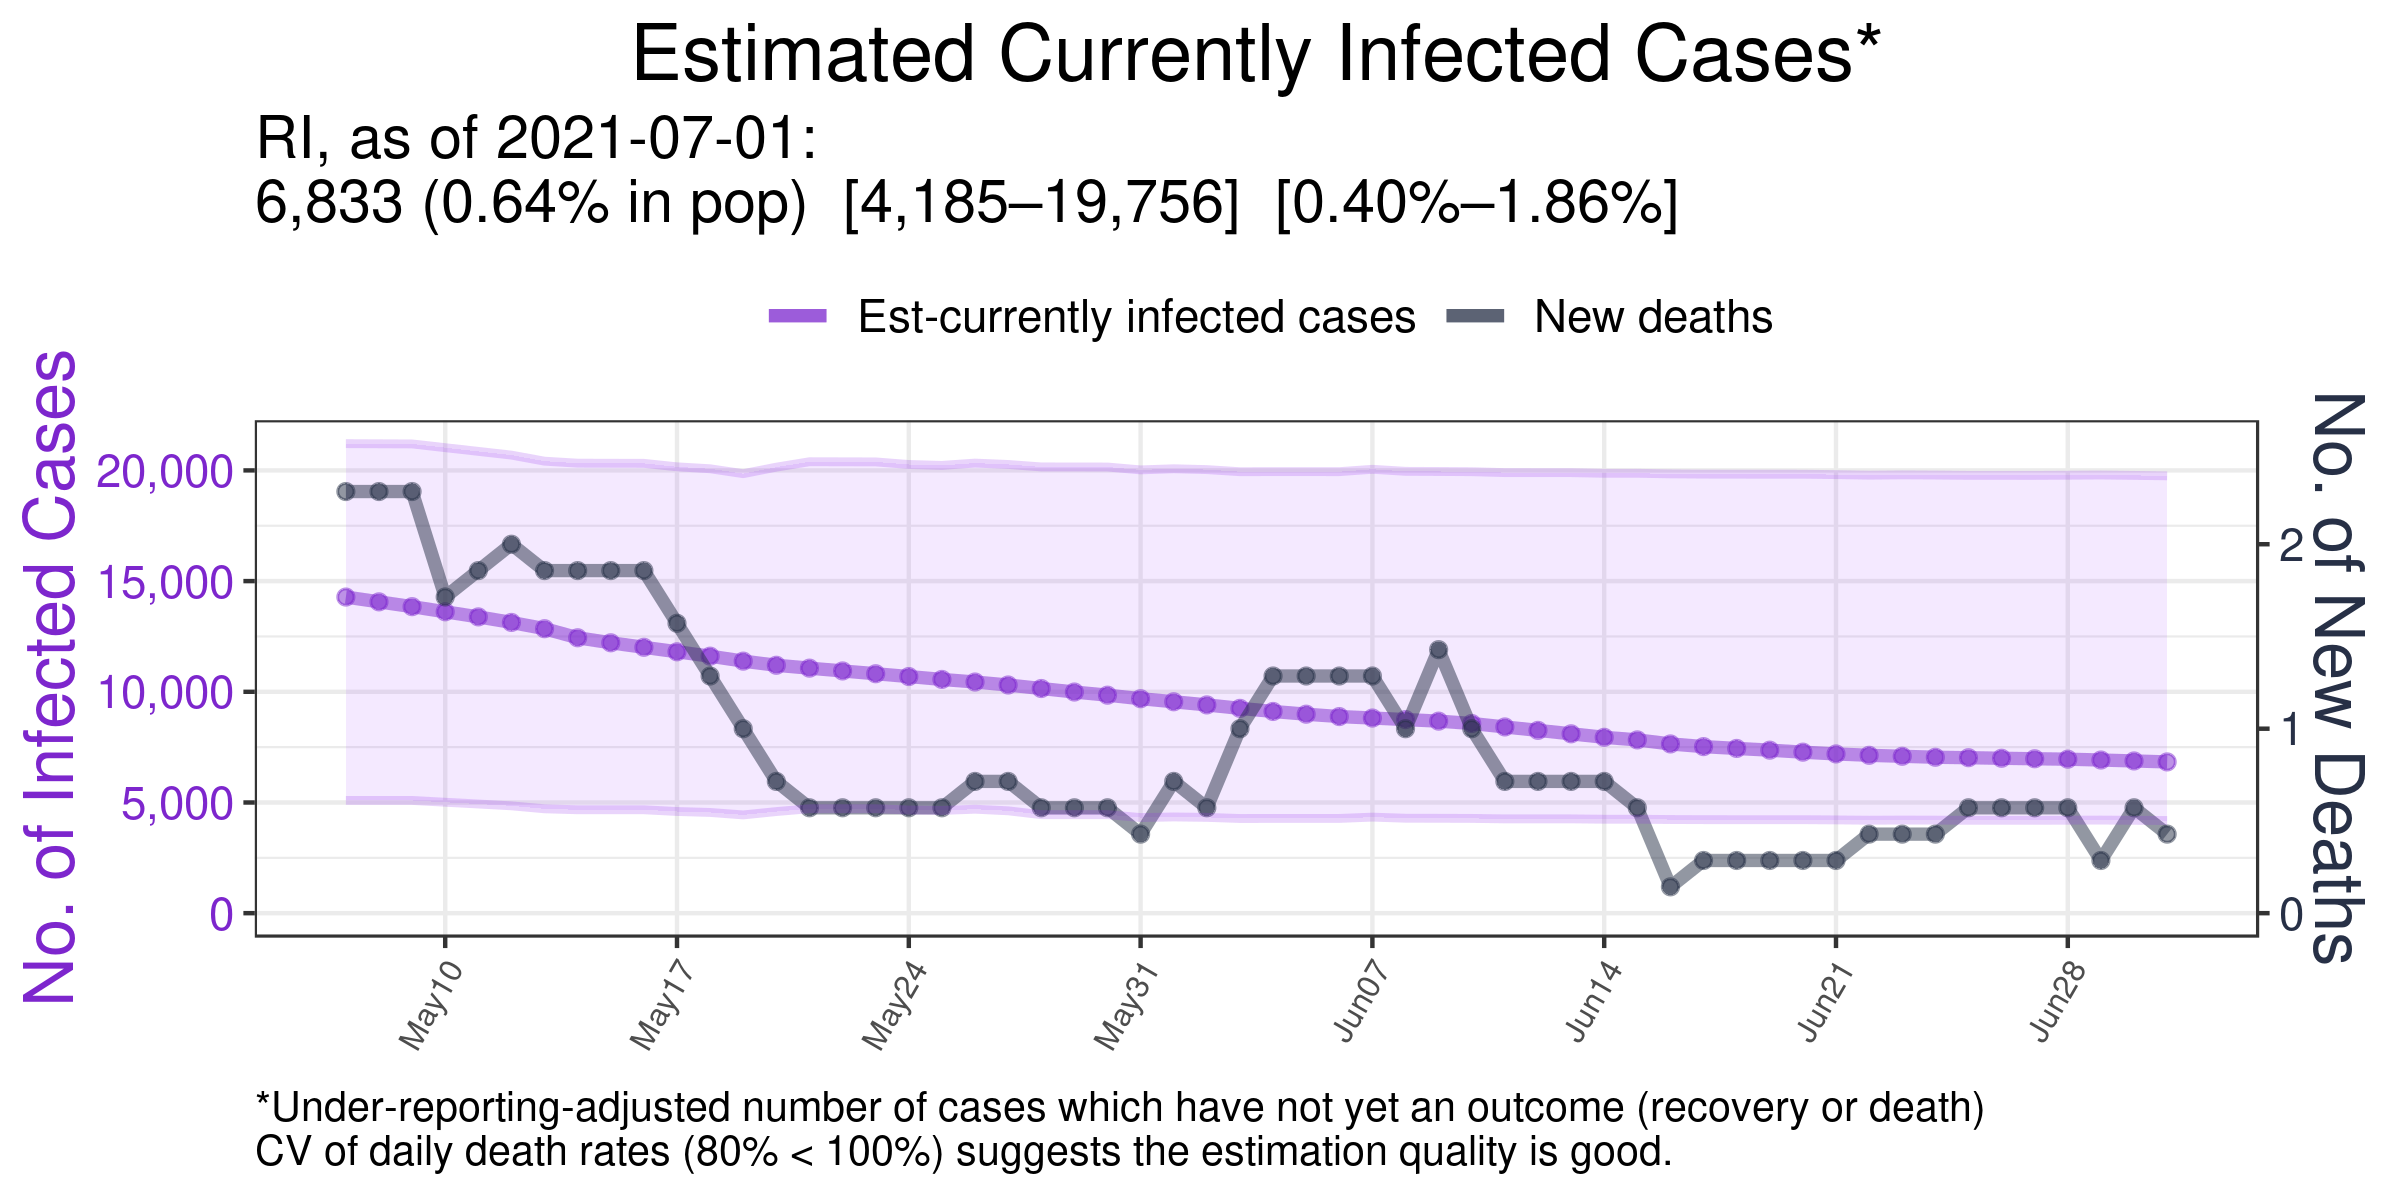 Estimated Currently Infected Cases*
RI, as of 2021-07-01:
6,833 (0.64% in pop)  [4,185–19,756]  [0.40%–1.86%]
Est-currently infected cases
New deaths
No. of Infected Cases
20,000
15,000
10,000
5,000
0
No. of New Deaths
2
1
0
May10
May17
May24
May31
Jun07
Jun14
Jun21
Jun28
*Under-reporting-adjusted number of cases which have not yet an outcome (recovery or death)
CV of daily death rates (80% < 100%) suggests the estimation quality is good.